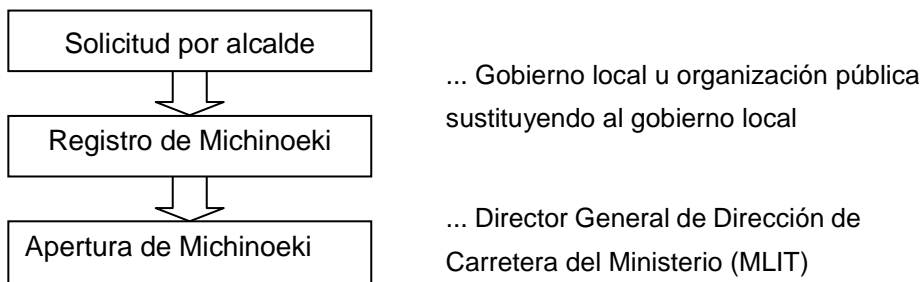 Solicitud por alcalde
... Gobierno local u organización pública
sustituyendo al gobierno local
Registro de Michinoeki
... Director General de Dirección de
Apertura de Michinoeki
Carretera del Ministerio (MLIT)